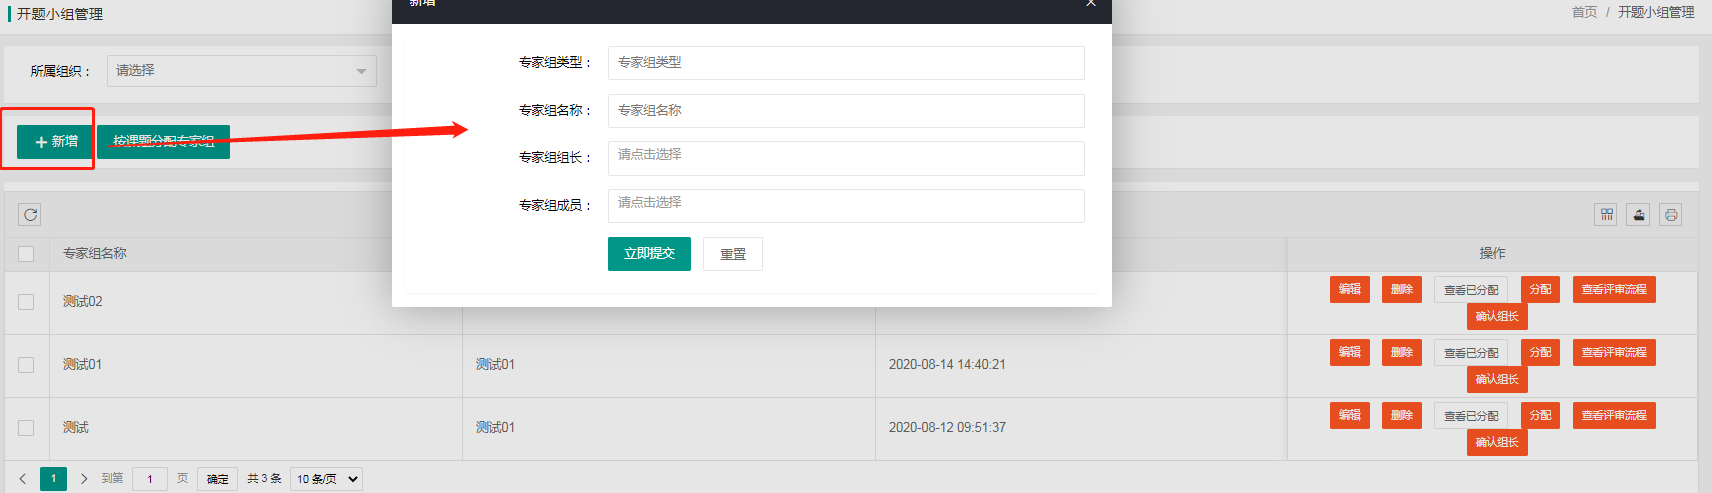 新增
开题小组管理
首页 / 开题小组管理
所属组织：
请选择
新增
按课题分配专家组
专家组类型：
专家组类型
专家组名称：
专家组名称
专家组组长：
请点击选择
专家组成员：
请点击选择
立即提交
重置
专家组名称
操作
测试02
编辑 删除 查看已分配 分配 查看评审流程
确认组长
测试01 测试01 2020-08-14 14:40:21
编辑 删除 查看已分配 分配 查看评审流程
确认组长
测试 测试01 2020-08-12 09:51:37
编辑 删除 查看已分配 分配 查看评审流程
确认组长
1 到第 1 页 确定 共 3 条 10 条/页